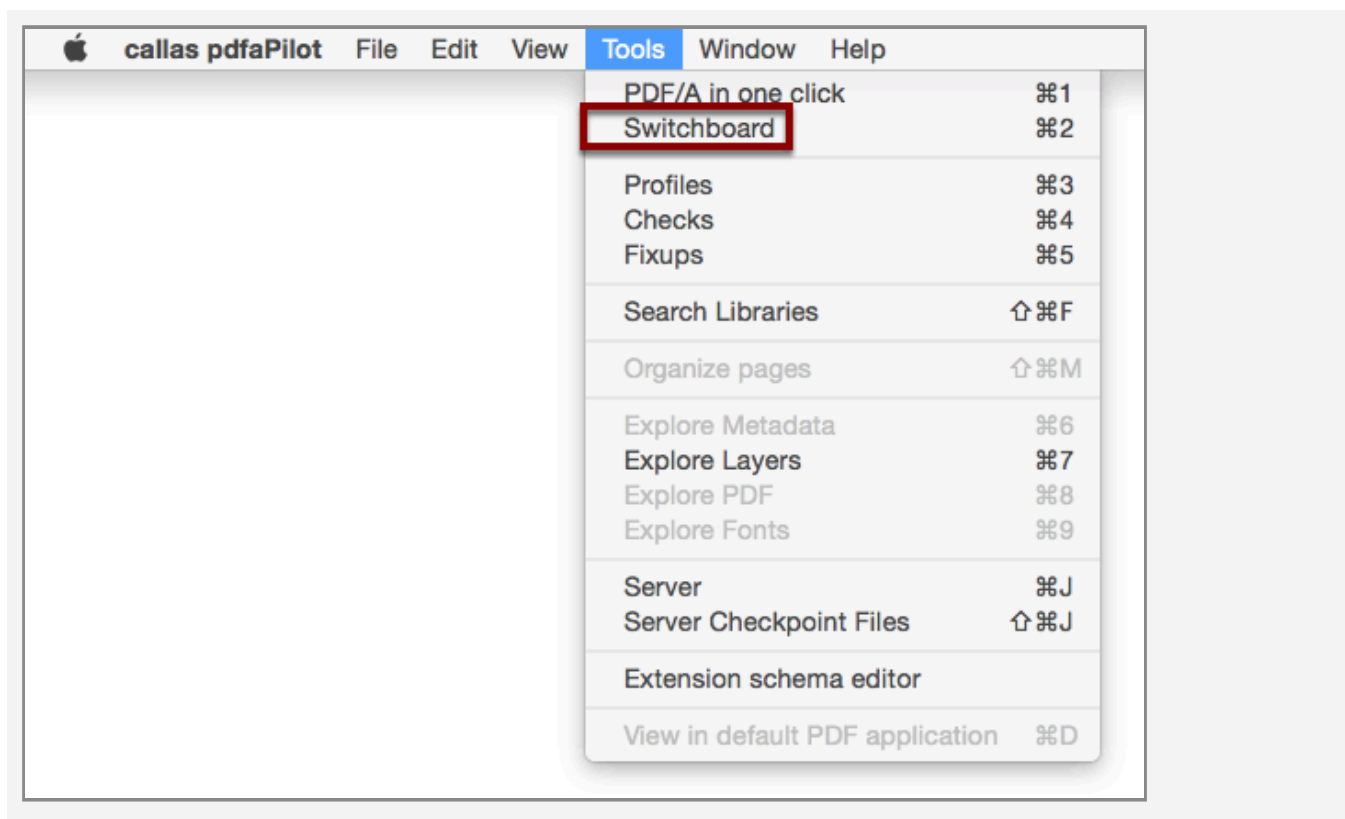 callas pdfaPilot File Edit View Tools Window Help
PDF/A in one click ⌘1
Switchboard ⌘2
Profiles ⌘3
Checks ⌘4
Fixups ⌘5
Search Libraries ⇧⌘F
Organize pages ⇧⌘M
Explore Metadata ⌘6
Explore Layers ⌘7
Explore PDF ⌘8
Explore Fonts ⌘9
Server ⌘J
Server Checkpoint Files ⇧⌘J
Extension schema editor
View in default PDF application ⌘D